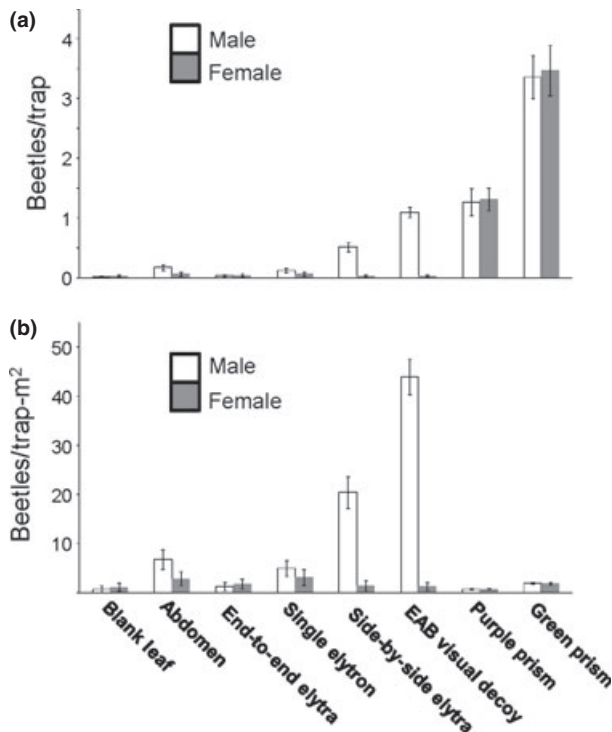 (a)
Male
Female
Beetles/trap
4
3
2
1
0
(b)
Male
Female
Beetles/trap-m²
50
40
30
20
10
Blank leaf
Abdomen
End-to-end elytra
Single elytron
Side-by-side elytra
EAB visual decoy
Purple prism
Green prism